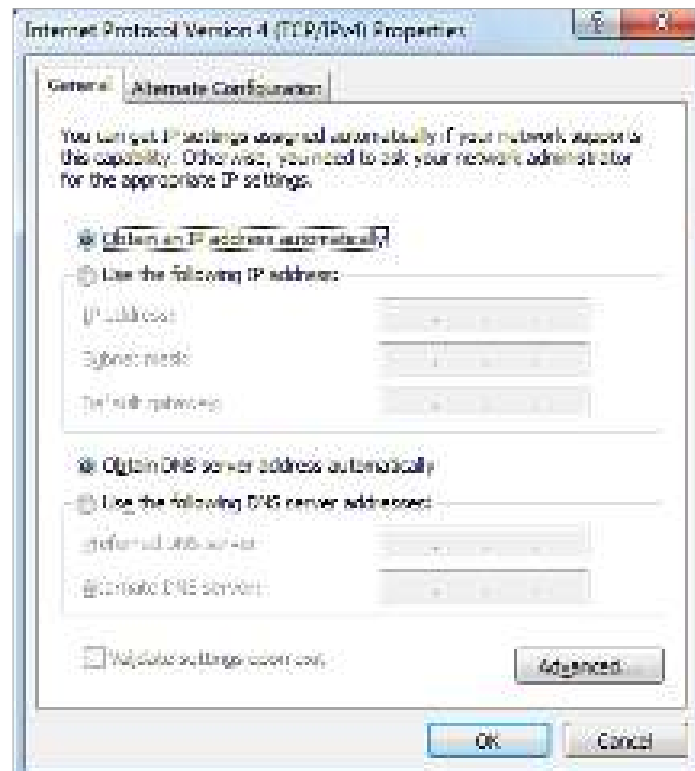 Internet Protocol Version 4 (TCP/IPv4) Properties
General
Alternate Configuration
You can get IP settings assigned automatically if your network supports
this capability. Otherwise, you need to ask your network administrator
for the appropriate IP settings.
Obtain an IP address automatically
Use the following IP address:
IP address:
Subnet mask:
Default gateway:
Obtain DNS server address automatically
Use the following DNS server addresses:
Preferred DNS server:
Alternate DNS server:
Validate settings upon exit
Advanced...
OK
Cancel